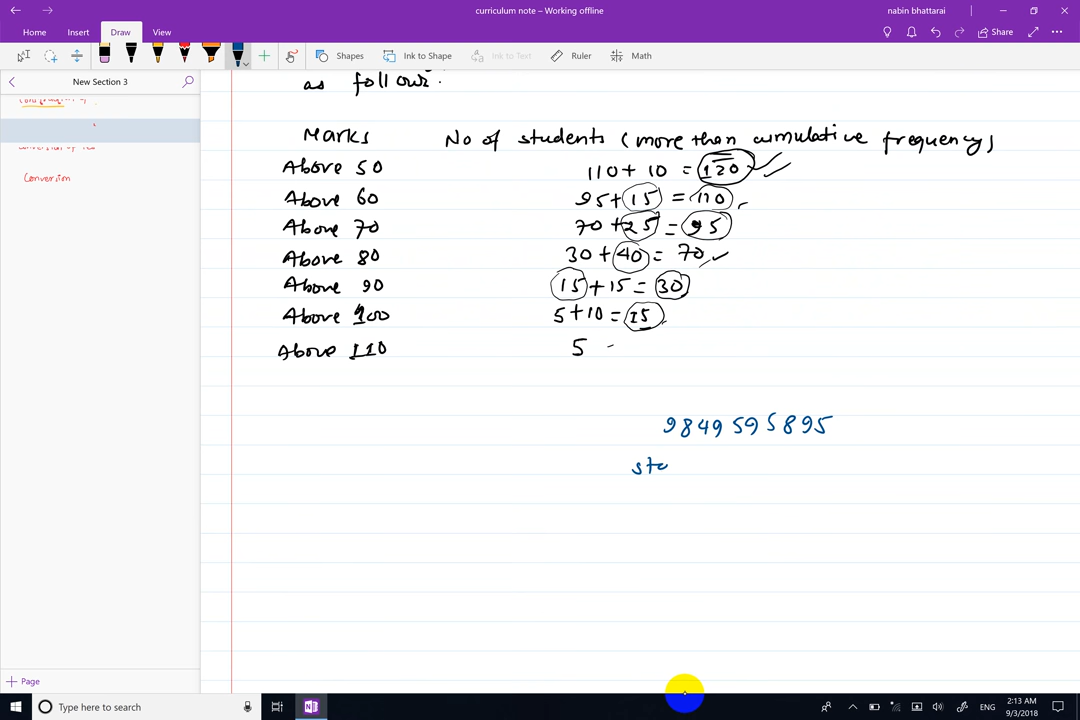 curriculum note – Working offline
nabin bhattarai
Home Insert Draw View
Share
Shapes Ink to Shape Ink to Text Ruler Math
New Section 3
Conversion
as follows:
Marks No of students (more than cumulative frequency)
Above 50 110 + 10 = 120
Above 60 95 + 15 = 110
Above 70 70 + 25 = 95
Above 80 30 + 40 = 70
Above 90 15 + 15 = 30
Above 100 5 + 10 = 15
Above 110 5
9849595895
sta
Page
Type here to search
ENG
2:13 AM
9/3/2018